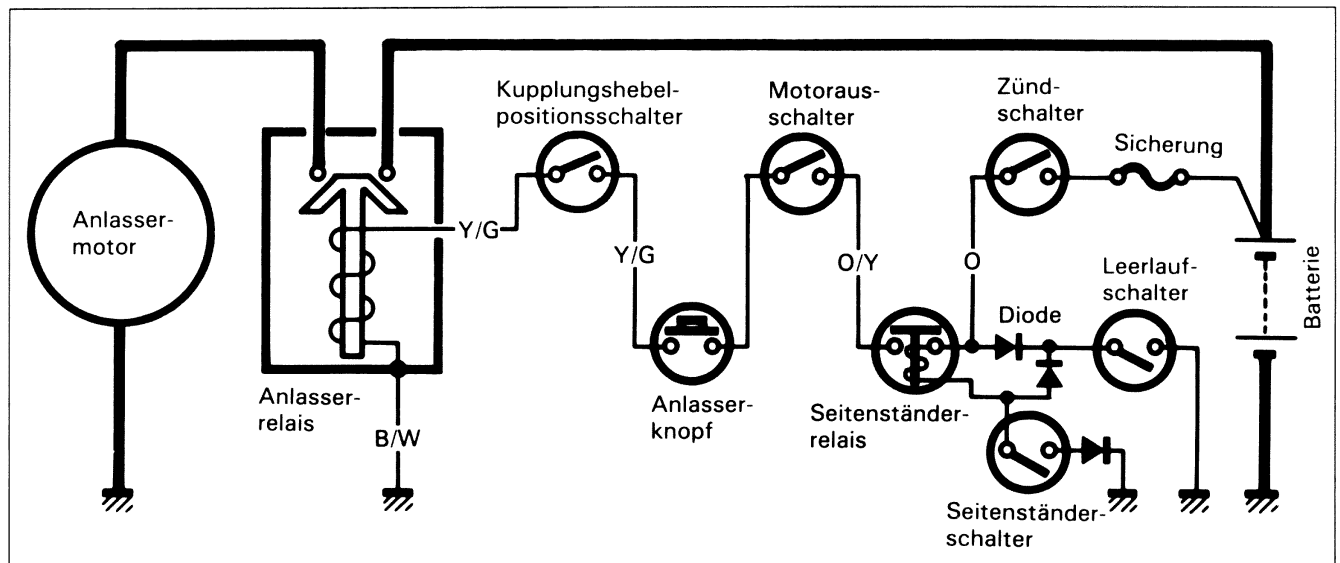 Kupplungshebel-
positionsschalter
Motoraus-
schalter
Zünd-
schalter
Sicherung
Anlasser-
motor
Y/G
Y/G
O/Y
O
Leerlauf-
schalter
Batterie
Diode
Anlasser-
relais
B/W
Anlasser-
knopf
Seitenständer-
relais
Seitenständer-
schalter